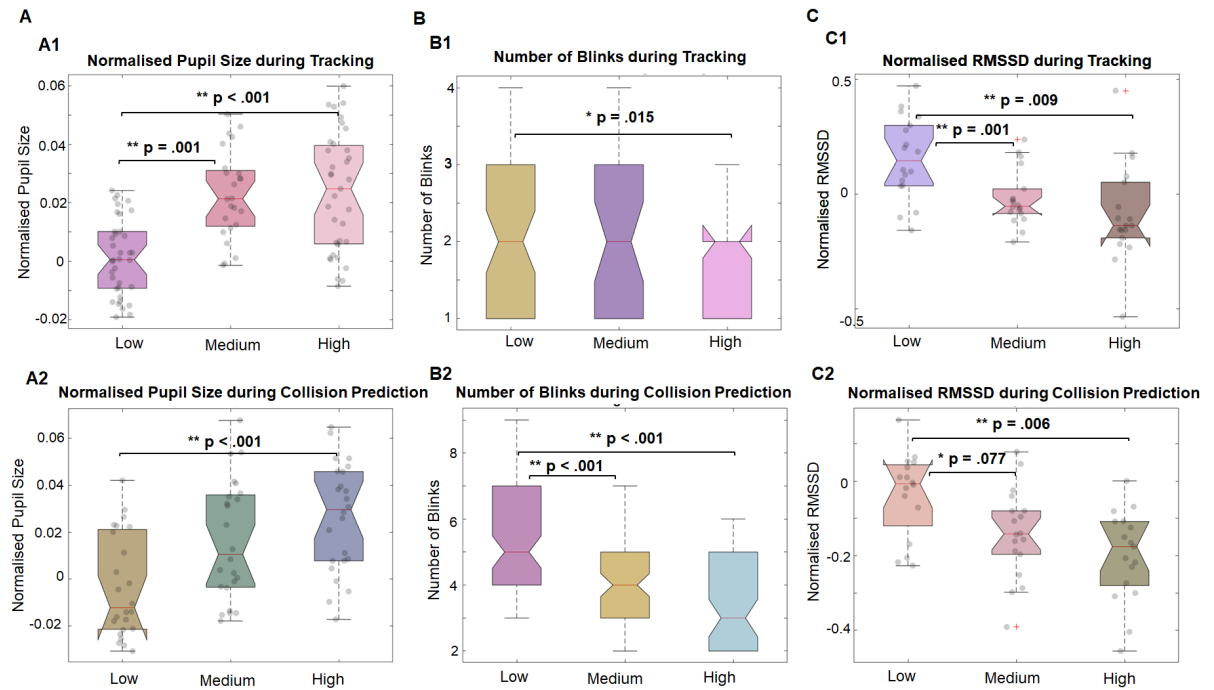 A
A1
Normalised Pupil Size during Tracking
Normalised Pupil Size
0.06
0.04
0.02
0
-0.02
** p < .001
** p = .001
Low Medium High
B
B1
Number of Blinks during Tracking
Number of Blinks
4
3
2
1
* p = .015
Low Medium High
C
C1
Normalised RMSSD during Tracking
Normalised RMSSD
0.5
0
-0.5
** p = .009
** p = .001
Low Medium High
A2
Normalised Pupil Size during Collision Prediction
Normalised Pupil Size
0.06
0.04
0.02
0
-0.02
** p < .001
Low Medium High
B2
Number of Blinks during Collision Prediction
Number of Blinks
8
6
4
2
** p < .001
** p < .001
Low Medium High
C2
Normalised RMSSD during Collision Prediction
Normalised RMSSD
0
-0.2
-0.4
** p = .006
* p = .077
Low Medium High